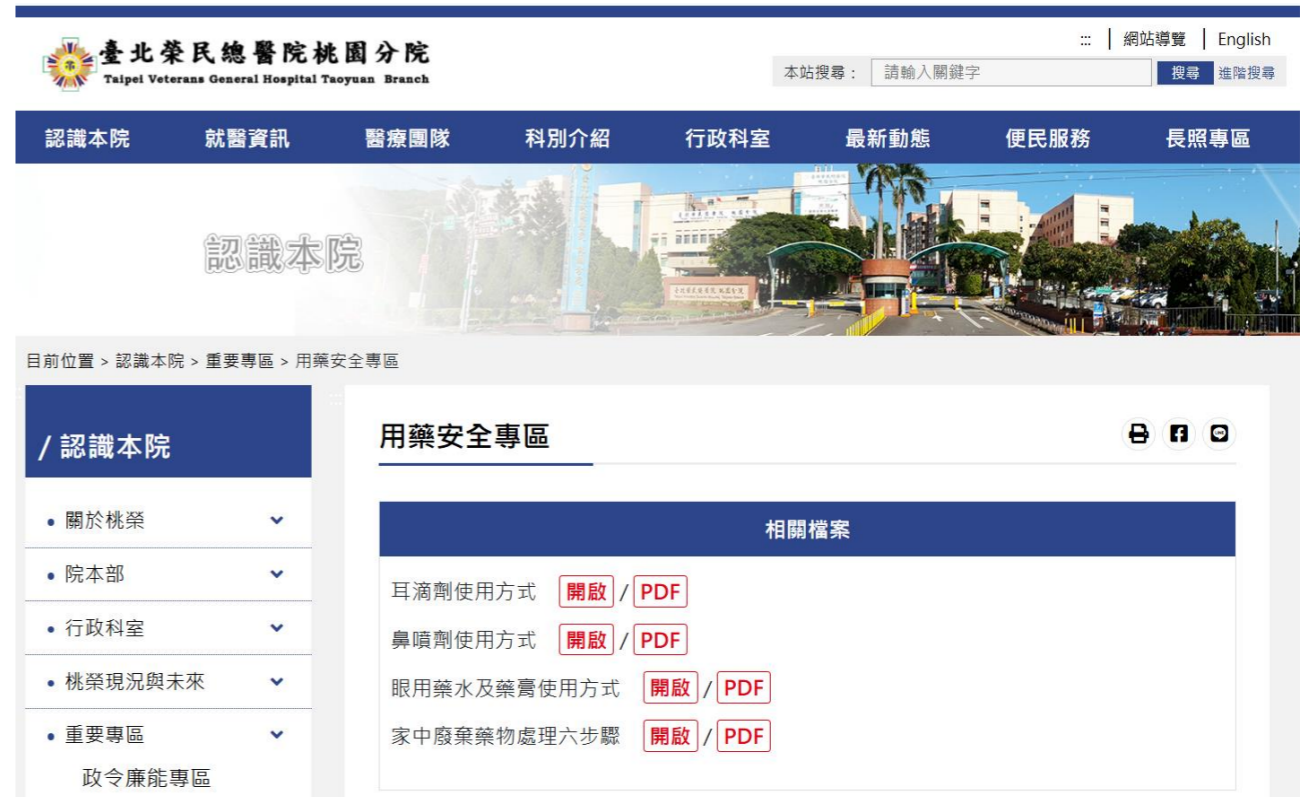 臺北榮民總醫院桃園分院
Taipei Veterans General Hospital Taoyuan Branch
::: | 網站導覽 | English
本站搜尋： 請輸入關鍵字 搜尋 進階搜尋
認識本院 就醫資訊 醫療團隊 科別介紹 行政科室 最新動態 便民服務 長照專區
認識本院
目前位置 > 認識本院 > 重要專區 > 用藥安全專區
/ 認識本院
用藥安全專區
• 關於桃榮
• 院本部
• 行政科室
• 桃榮現況與未來
• 重要專區
政令廉能專區
相關檔案
耳滴劑使用方式 開啟 / PDF
鼻噴劑使用方式 開啟 / PDF
眼用藥水及藥膏使用方式 開啟 / PDF
家中廢棄藥物處理六步驟 開啟 / PDF